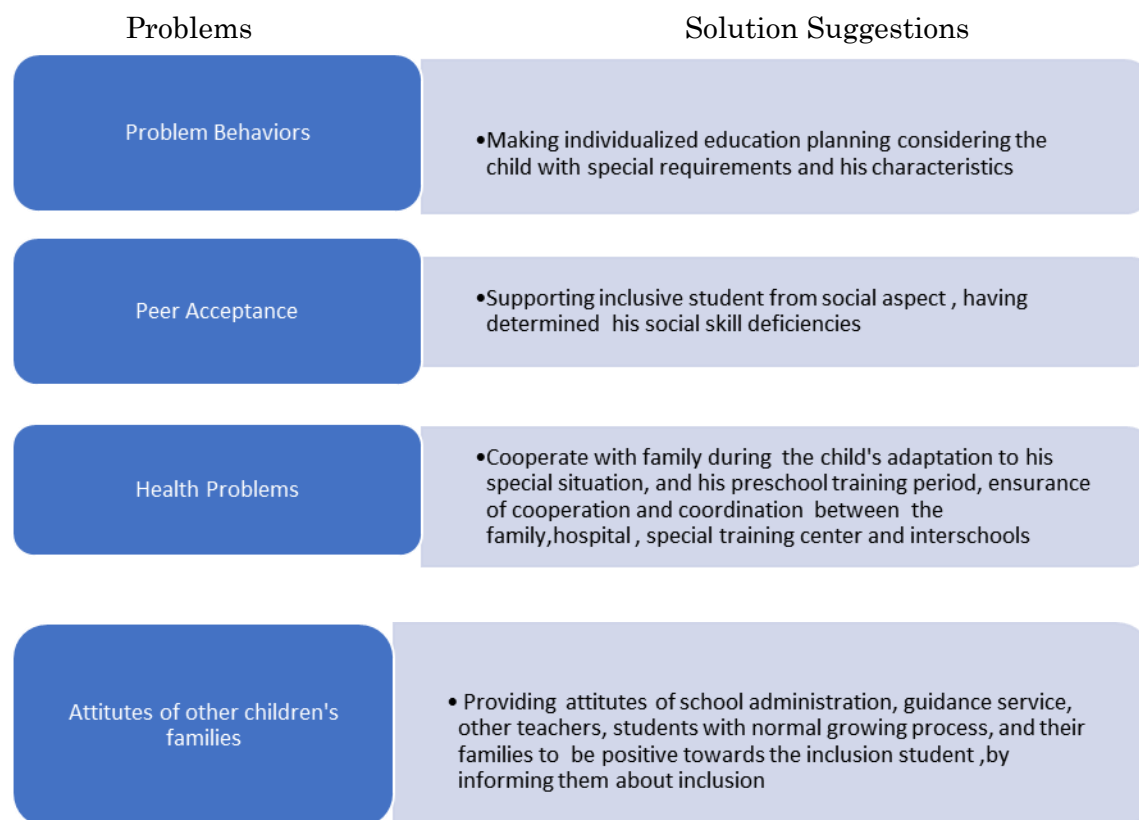 Problems
Solution Suggestions
Problem Behaviors
•Making individualized education planning considering the
child with special requirements and his characteristics
Peer Acceptance
•Supporting inclusive student from social aspect , having
determined his social skill deficiencies
Health Problems
•Cooperate with family during the child's adaptation to his
special situation, and his preschool training period, ensurance
of cooperation and coordination between the
family,hospital , special training center and interschools
Attitutes of other children's
families
• Providing attitutes of school administration, guidance service,
other teachers, students with normal growing process, and their
families to be positive towards the inclusion student ,by
informing them about inclusion